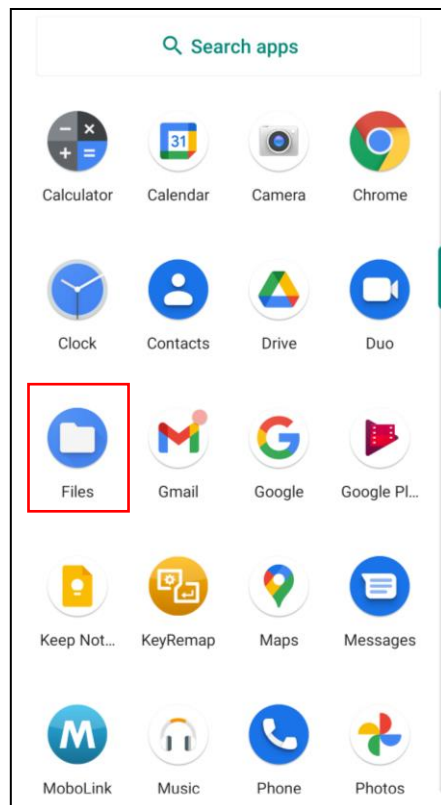 Search apps
31
Calculator Calendar Camera Chrome
Clock Contacts Drive Duo
Files Gmail Google Google Pl...
Keep Not... KeyRemap Maps Messages
M
MoboLink Music Phone Photos